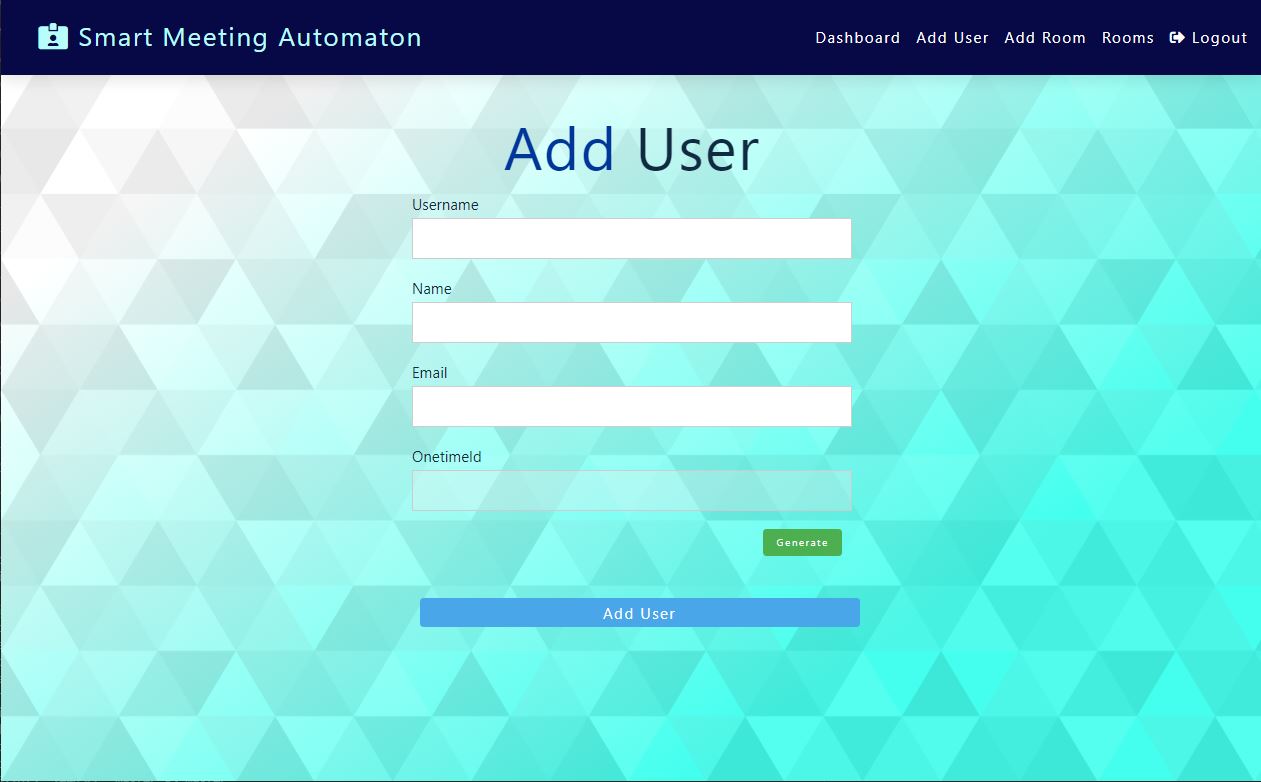 Smart Meeting Automaton
Dashboard Add User Add Room Rooms Logout
Add User
Username
Name
Email
OnetimeId
Generate
Add User